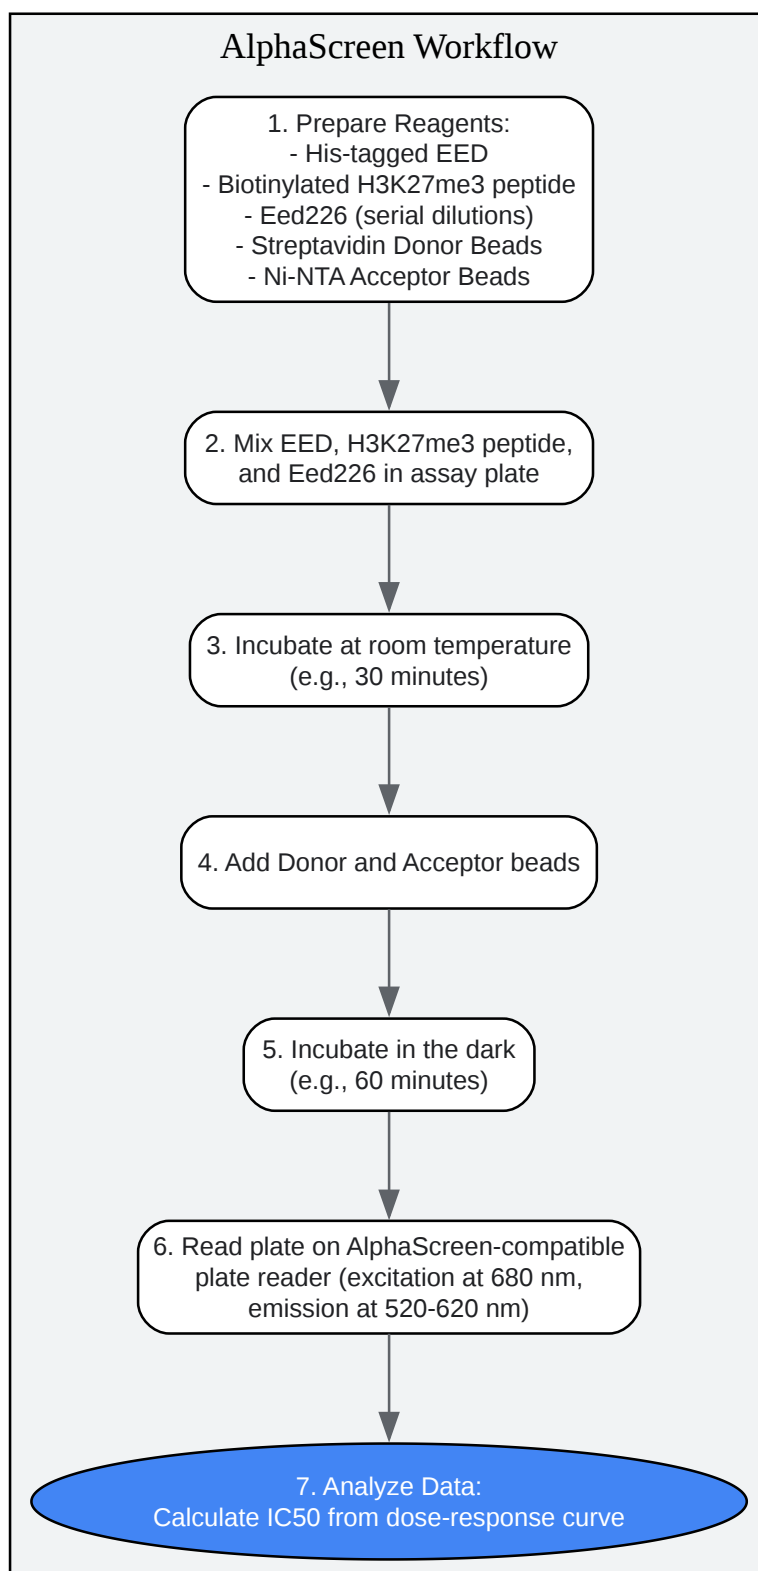 AlphaScreen Workflow
1. Prepare Reagents:
- His-tagged EED
- Biotinylated H3K27me3 peptide
- Eed226 (serial dilutions)
- Streptavidin Donor Beads
- Ni-NTA Acceptor Beads
2. Mix EED, H3K27me3 peptide,
and Eed226 in assay plate
3. Incubate at room temperature
(e.g., 30 minutes)
4. Add Donor and Acceptor beads
5. Incubate in the dark
(e.g., 60 minutes)
6. Read plate on AlphaScreen-compatible
plate reader (excitation at 680 nm,
emission at 520-620 nm)
7. Analyze Data:
Calculate IC50 from dose-response curve